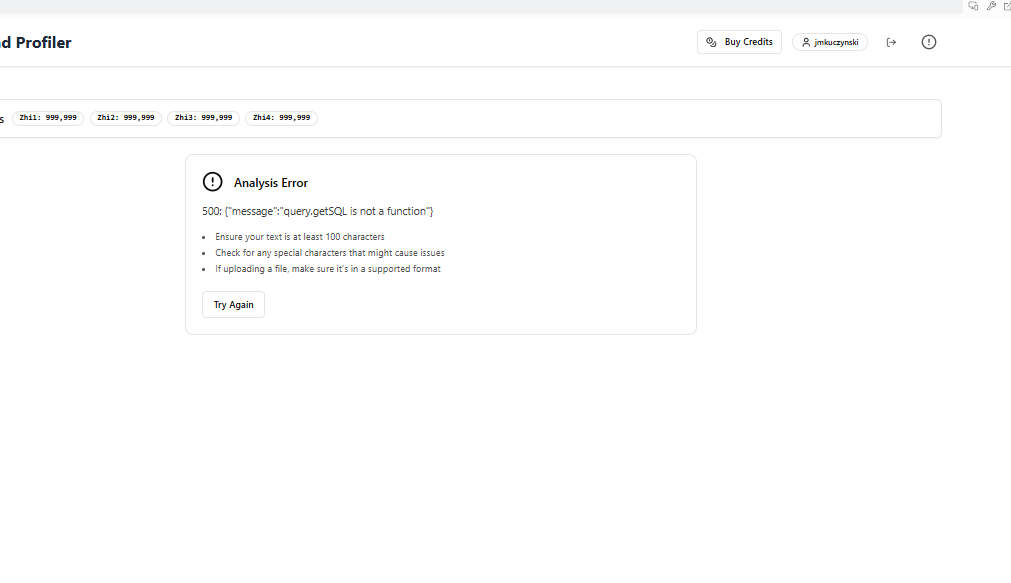 d Profiler
Buy Credits
jmkuczynski
s Zhi1: 999,999 Zhi2: 999,999 Zhi3: 999,999 Zhi4: 999,999
Analysis Error
500: {"message":"query.getSQL is not a function"}
• Ensure your text is at least 100 characters
• Check for any special characters that might cause issues
• If uploading a file, make sure it's in a supported format
Try Again